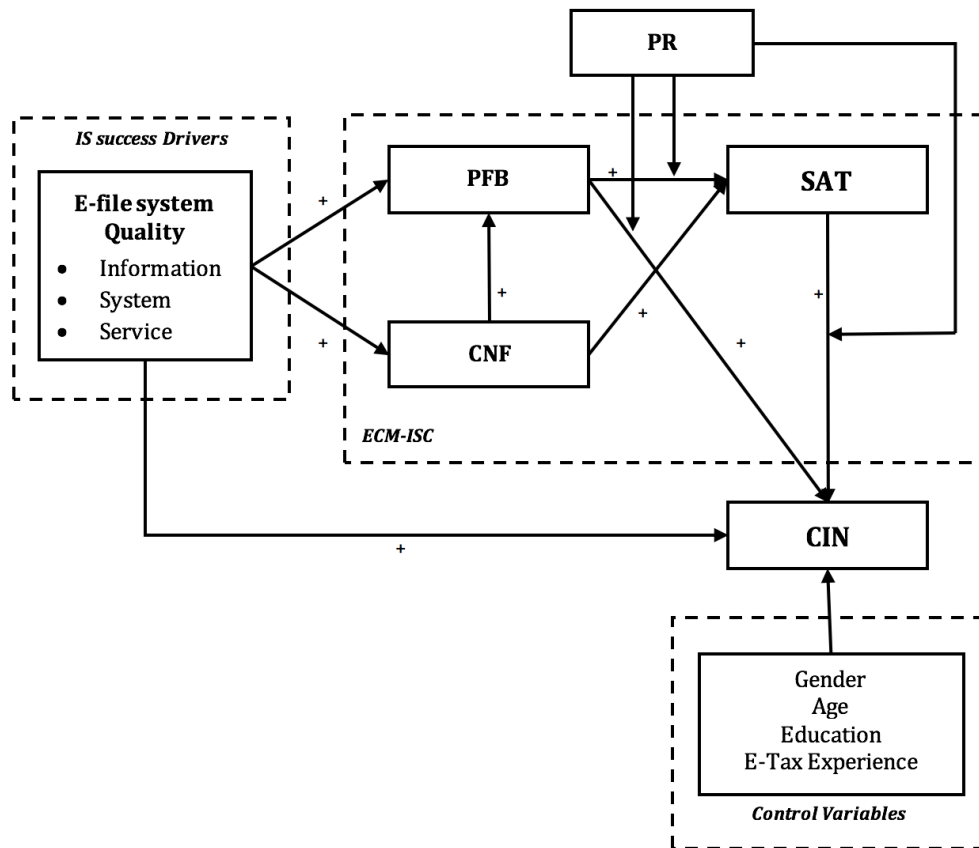 PR
IS success Drivers
E-file system
Quality
• Information
• System
• Service
PFB
SAT
CNF
ECM-ISC
+
+
+
+
+
+
+
+
CIN
Gender
Age
Education
E-Tax Experience
Control Variables